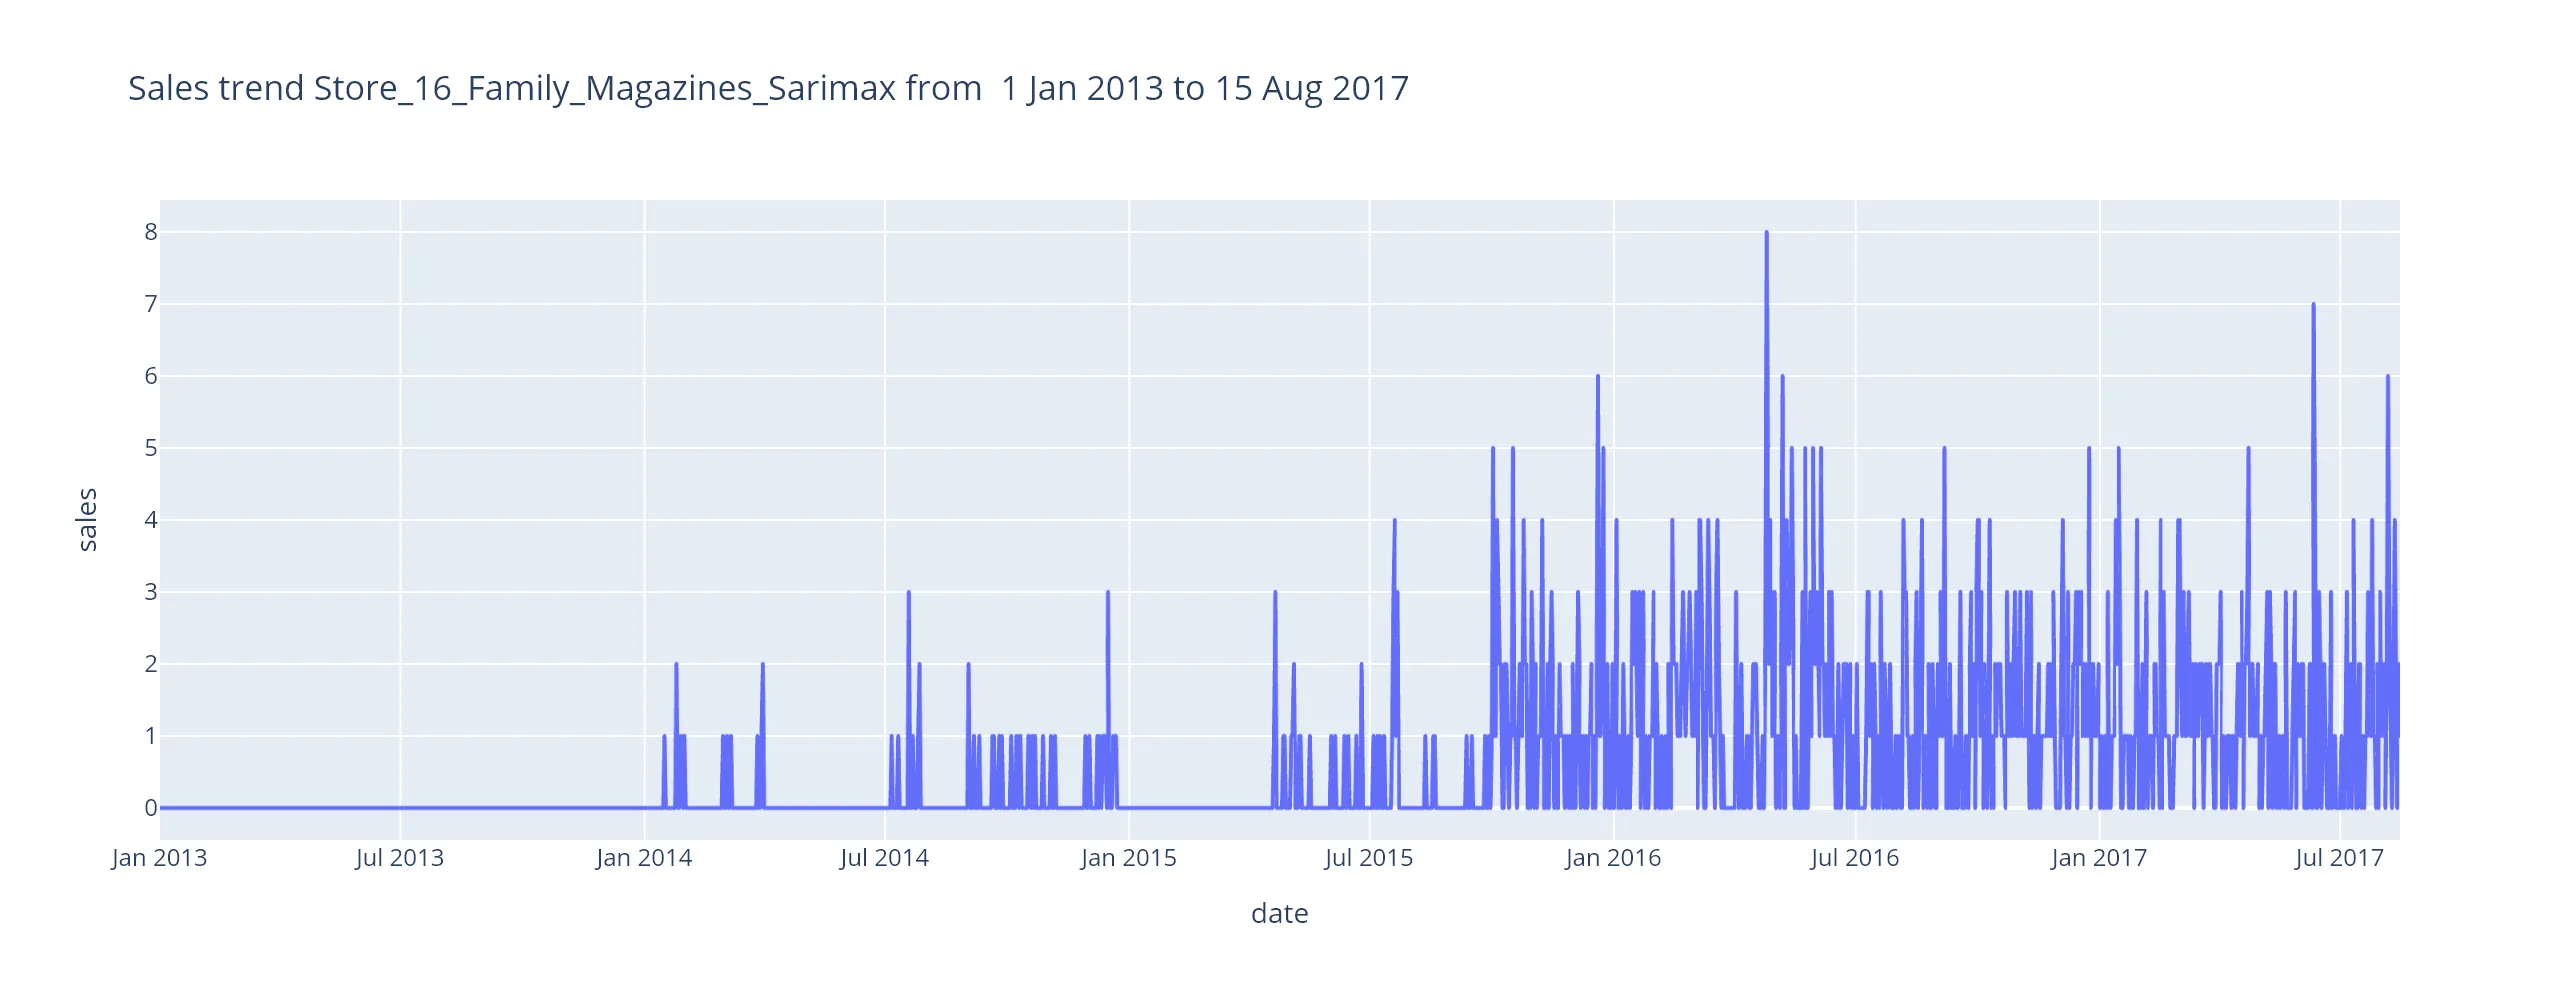 Sales trend Store_16_Family_Magazines_Sarimax from  1 Jan 2013 to 15 Aug 2017
8
7
6
5
4
3
2
1
0
sales
Jan 2013 Jul 2013 Jan 2014 Jul 2014 Jan 2015 Jul 2015 Jan 2016 Jul 2016 Jan 2017 Jul 2017
date